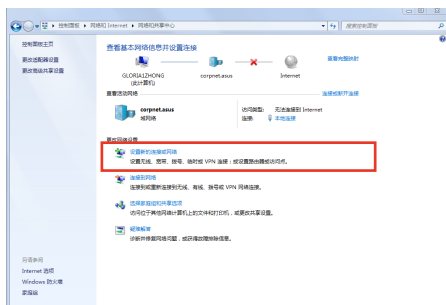 控制面板 ▸ 网络和 Internet ▸ 网络和共享中心
搜索控制面板
控制面板主页
更改适配器设置
更改高级共享设置
查看基本网络信息并设置连接
查看完整映射
GLORIA1ZHONG
(此计算机)
corpnet.asus
Internet
查看活动网络
连接或断开连接
corpnet.asus
域网络
访问类型: 无法连接到 Internet
连接: 本地连接
更改网络设置
设置新的连接或网络
设置无线、宽带、拨号、临时或 VPN 连接；或设置路由器或访问点。
连接到网络
连接到或重新连接到无线、有线、拨号或 VPN 网络连接。
选择家庭组和共享选项
访问位于其他网络计算机上的文件和打印机，或更改共享设置。
疑难解答
诊断并修复网络问题，或获得故障排除信息。
另请参阅
Internet 选项
Windows 防火墙
家庭组